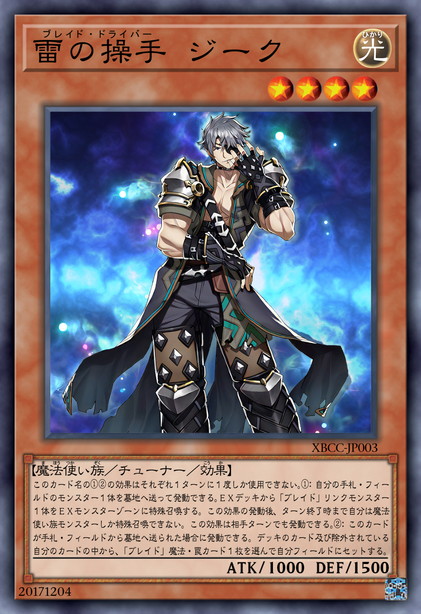 ブレイド・ドライバー
雷の操手 ジーク
ひかり
光
XBCC-JP003
【魔法使い族／チューナー／効果】
このカード名の①②の効果はそれぞれ１ターンに１度しか使用できない。①：自分の手札・フィー
ルドのモンスター１体を墓地へ送って発動できる。ＥＸデッキから「ブレイド」リンクモンスター
１体をＥＸモンスターゾーンに特殊召喚する。この効果の発動後、ターン終了時まで自分は魔法
使い族モンスターしか特殊召喚できない。この効果は相手ターンでも発動できる。②：このカード
が手札・フィールドから墓地へ送られた場合に発動できる。デッキのカード及び除外されている
自分のカードの中から、「ブレイド」魔法・罠カード１枚を選んで自分フィールドにセットする。
ATK/1000 DEF/1500
20171204